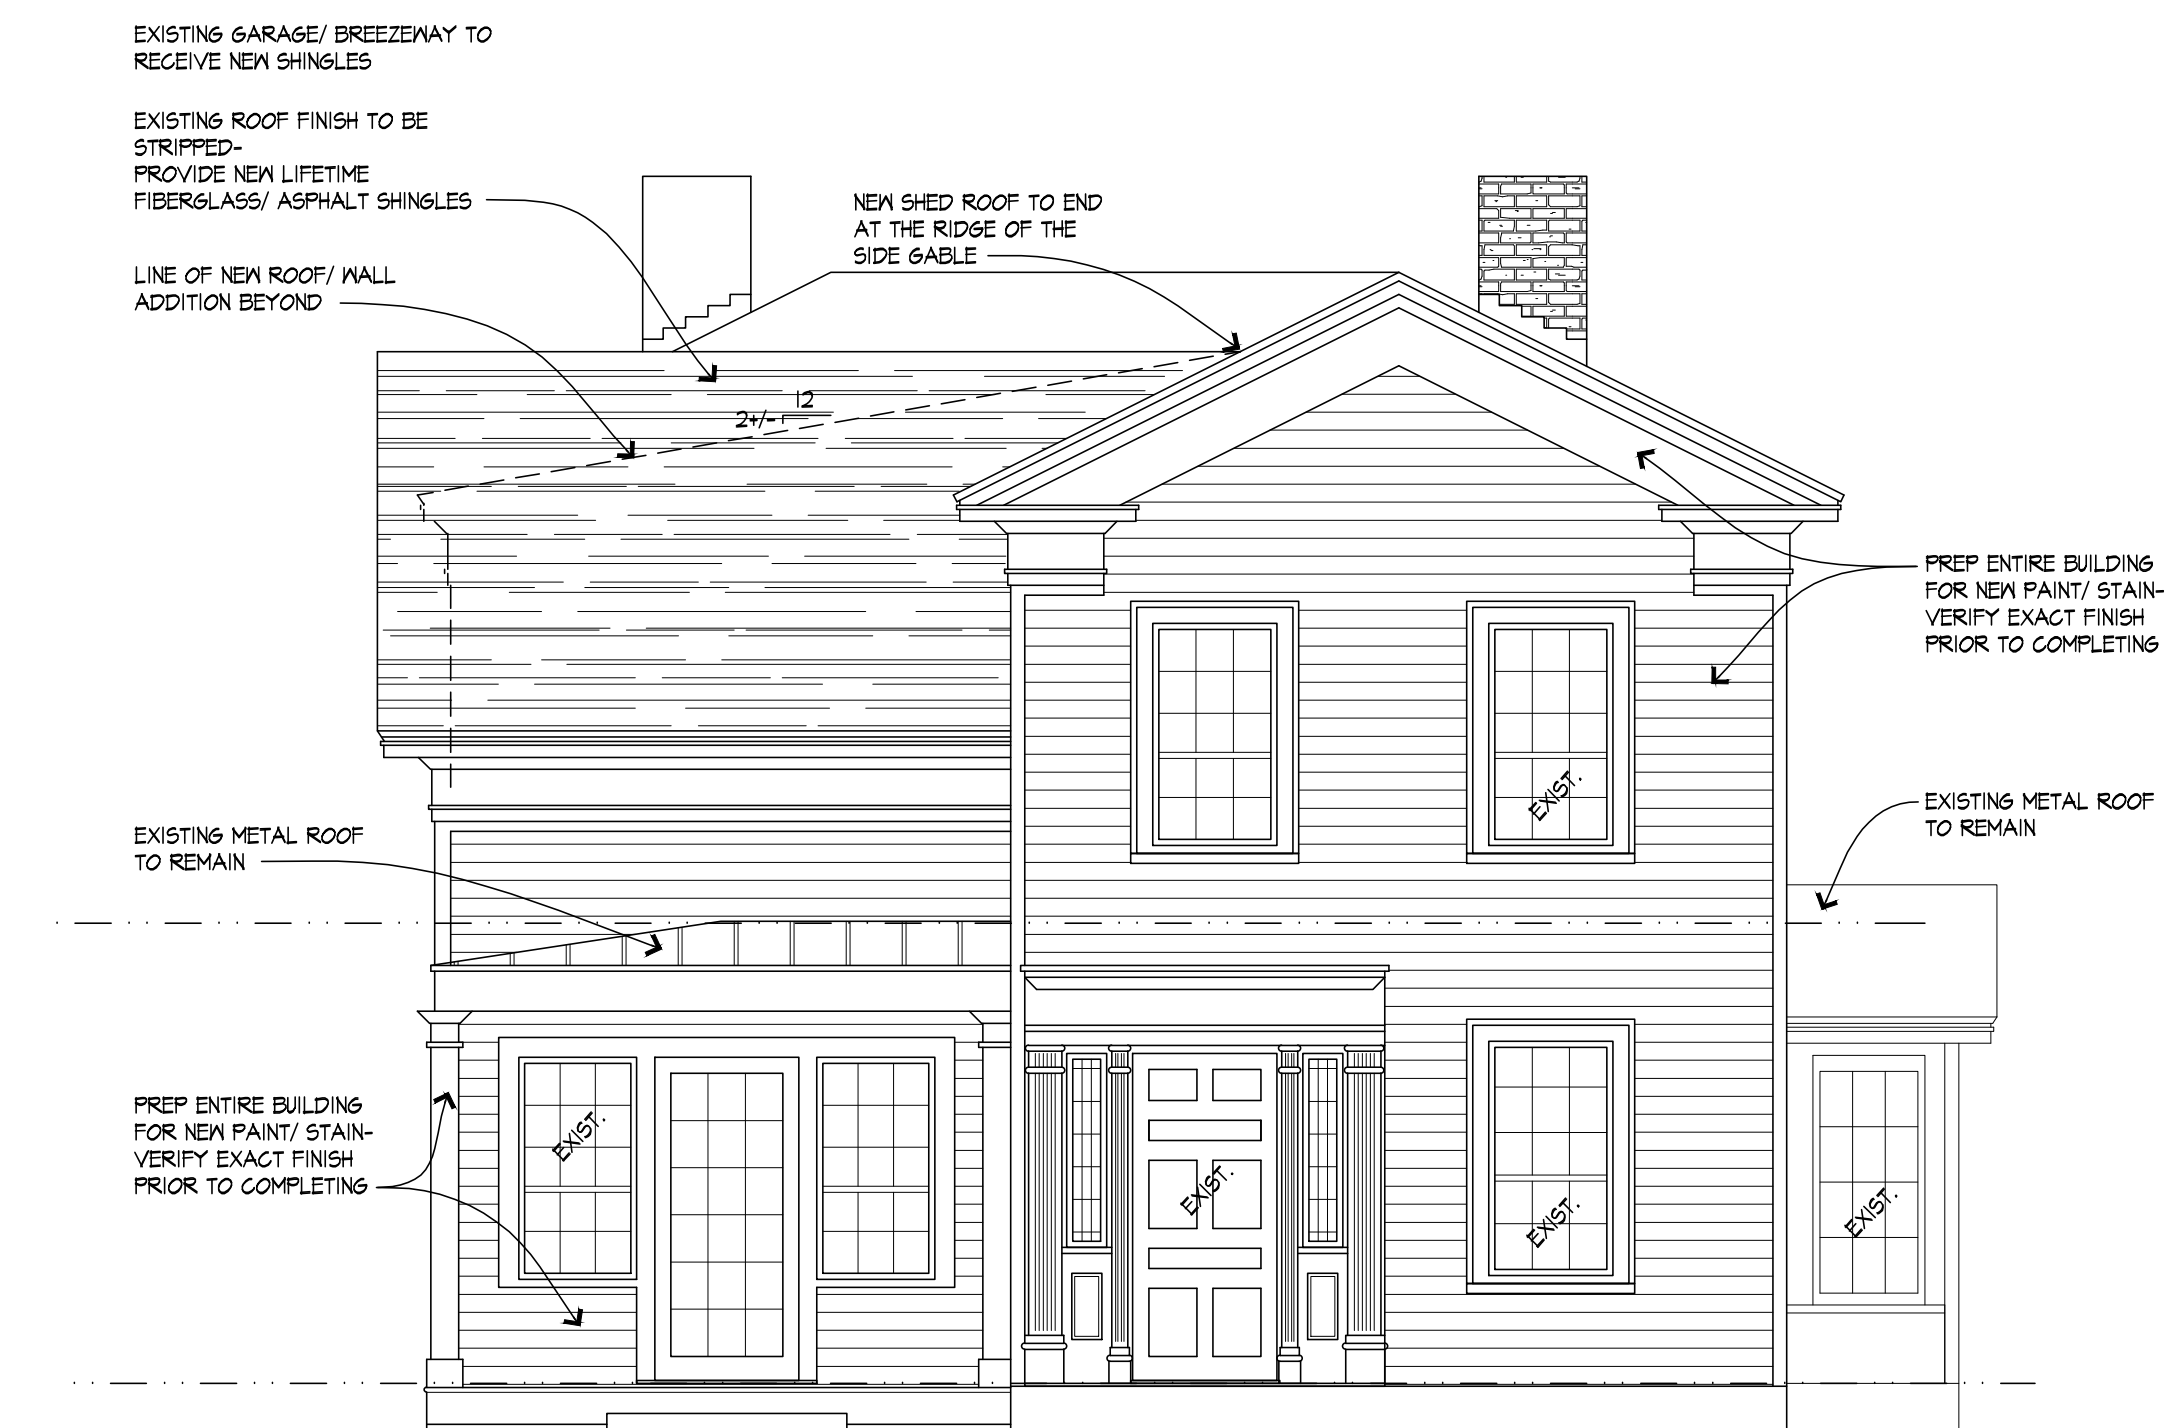 EXISTING GARAGE/ BREEZEWAY TO
RECEIVE NEW SHINGLES
EXISTING ROOF FINISH TO BE
STRIPPED-
PROVIDE NEW LIFETIME
FIBERGLASS/ ASPHALT SHINGLES
LINE OF NEW ROOF/ WALL
ADDITION BEYOND
NEW SHED ROOF TO END
AT THE RIDGE OF THE
SIDE GABLE
12
2+/-
PREP ENTIRE BUILDING
FOR NEW PAINT/ STAIN-
VERIFY EXACT FINISH
PRIOR TO COMPLETING
EXIST.
EXISTING METAL ROOF
TO REMAIN
EXISTING METAL ROOF
TO REMAIN
PREP ENTIRE BUILDING
FOR NEW PAINT/ STAIN-
VERIFY EXACT FINISH
PRIOR TO COMPLETING
EXIST.
EXIST.
EXIST.
EXIST.